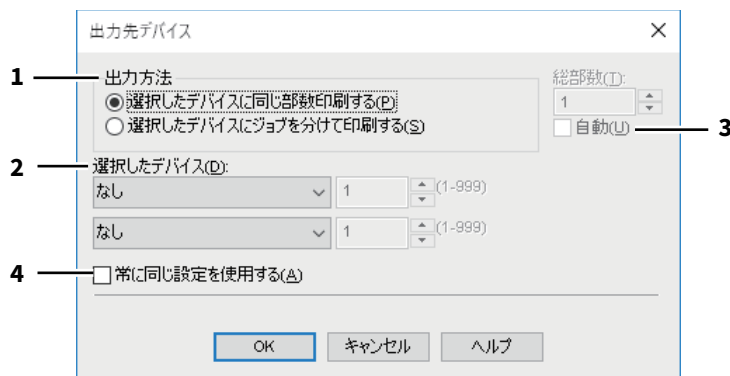 出力先デバイス
1
出力方法
総部数(T):
選択したデバイスに同じ部数印刷する(P)
1
選択したデバイスにジョブを分けて印刷する(S)
自動(U)
3
2
選択したデバイス(D):
なし
1
(1-999)
なし
1
(1-999)
4
常に同じ設定を使用する(A)
OK
キャンセル
ヘルプ